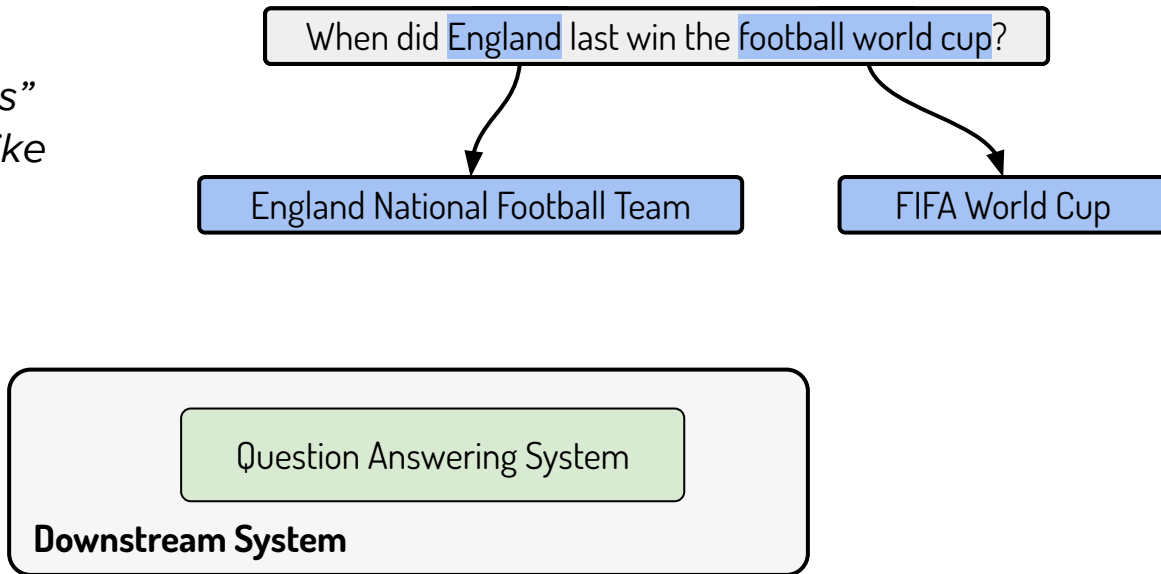 When did England last win the football world cup?
s”
ke
England National Football Team
FIFA World Cup
Question Answering System
Downstream System